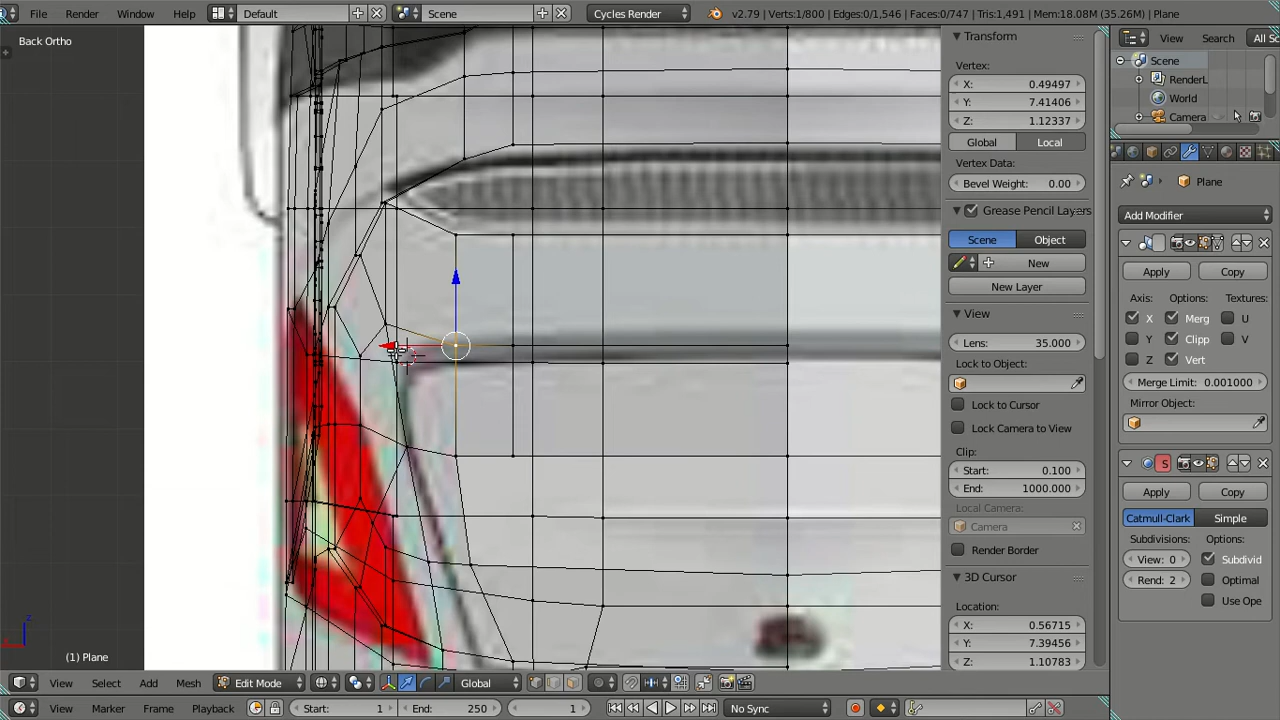 File Render Window Help Default Scene Cycles Render v2.79 | Verts:1/800 | Edges:0/1,546 | Faces:0/747 | Tris:1,491 | Mem:18.08M (35.26M) | Plane
Back Ortho
Transform
Vertex:
X: 0.49497
Y: 7.41406
Z: 1.12337
Global Local
Vertex Data:
Bevel Weight: 0.00
Grease Pencil Layers
Scene Object
New
New Layer
View
Lens: 35.000
Lock to Object:
Lock to Cursor
Lock Camera to View
Clip:
Start: 0.100
End: 1000.000
Local Camera:
Camera
Render Border
3D Cursor
Location:
X: 0.56715
Y: 7.39456
Z: 1.10783
View Search All Sc
Scene
RenderL
World
Camera
Plane
Add Modifier
Apply Copy
Axis: Options: Textures:
X Merg U
Y Clipp V
Z Vert
Merge Limit: 0.001000
Mirror Object:
S
Apply Copy
Catmull-Clark Simple
Subdivisions: Options:
View: 0 Subdivid
Rend: 2 Optimal
Use Ope
z
x
(1) Plane
View Select Add Mesh Edit Mode Global
View Marker Frame Playback Start: 1 End: 250 1 No Sync